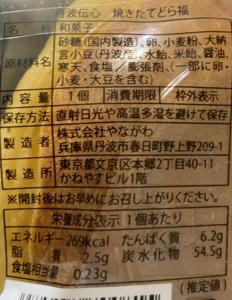 丹波伝心 焼きたてどら福
名称 和菓子
原材料名 砂糖(国内製造)、卵、小麦粉、大納
言小豆(丹波産)、水飴、米飴、醤油、
寒天、食塩/膨張剤、(一部に卵・
小麦・大豆を含む)
内容量 1個 消費期限 枠外表示
保存方法 直射日光や高温多湿を避けて保存
製造者 株式会社やながわ
兵庫県丹波市春日町野上野209-1
製造所 東京都文京区本郷2丁目40-11
かねやすビル1階
※開封後はお早めにお召し上がりください。
栄養成分表示 1個あたり
エネルギー 269kcal たんぱく質 6.2g
脂質 2.5g 炭水化物 54.5g
食塩相当量 0.23g
(推定値)